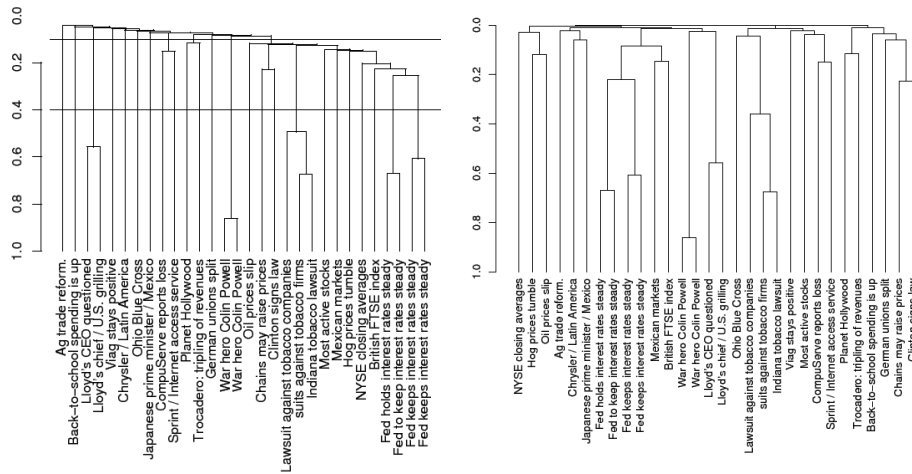 0.0
0.2
0.4
0.6
0.8
1.0
Ag trade reform.
Back-to-school spending is up
Lloyd's CEO questioned
Lloyd's chief / U.S. grilling
Viag stays positive
Chrysler / Latin America
Ohio Blue Cross
Japanese prime minister / Mexico
CompuServe reports loss
Sprint / Internet access service
Planet Hollywood
Trocadero: tripling of revenues
German unions split
War hero Colin Powell
War hero Colin Powell
Oil prices slip
Chains may raise prices
Clinton signs law
Lawsuit against tobacco companies
suits against tobacco firms
Indiana tobacco lawsuit
Most active stocks
Mexican markets
Hog prices tumble
NYSE closing averages
British FTSE index
Fed holds interest rates steady
Fed to keep interest rates steady
Fed keeps interest rates steady
Fed keeps interest rates steady
0.0
0.2
0.4
0.6
0.8
1.0
NYSE closing averages
Hog prices tumble
Oil prices slip
Ag trade reform.
Chrysler / Latin America
Japanese prime minister / Mexico
Fed holds interest rates steady
Fed to keep interest rates steady
Fed keeps interest rates steady
Fed keeps interest rates steady
Mexican markets
British FTSE index
War hero Colin Powell
War hero Colin Powell
Lloyd's CEO questioned
Lloyd's chief / U.S. grilling
Ohio Blue Cross
Lawsuit against tobacco companies
suits against tobacco firms
Indiana tobacco lawsuit
Viag stays positive
Most active stocks
CompuServe reports loss
Sprint / Internet access service
Planet Hollywood
Trocadero: tripling of revenues
Back-to-school spending is up
German unions split
Chains may raise prices